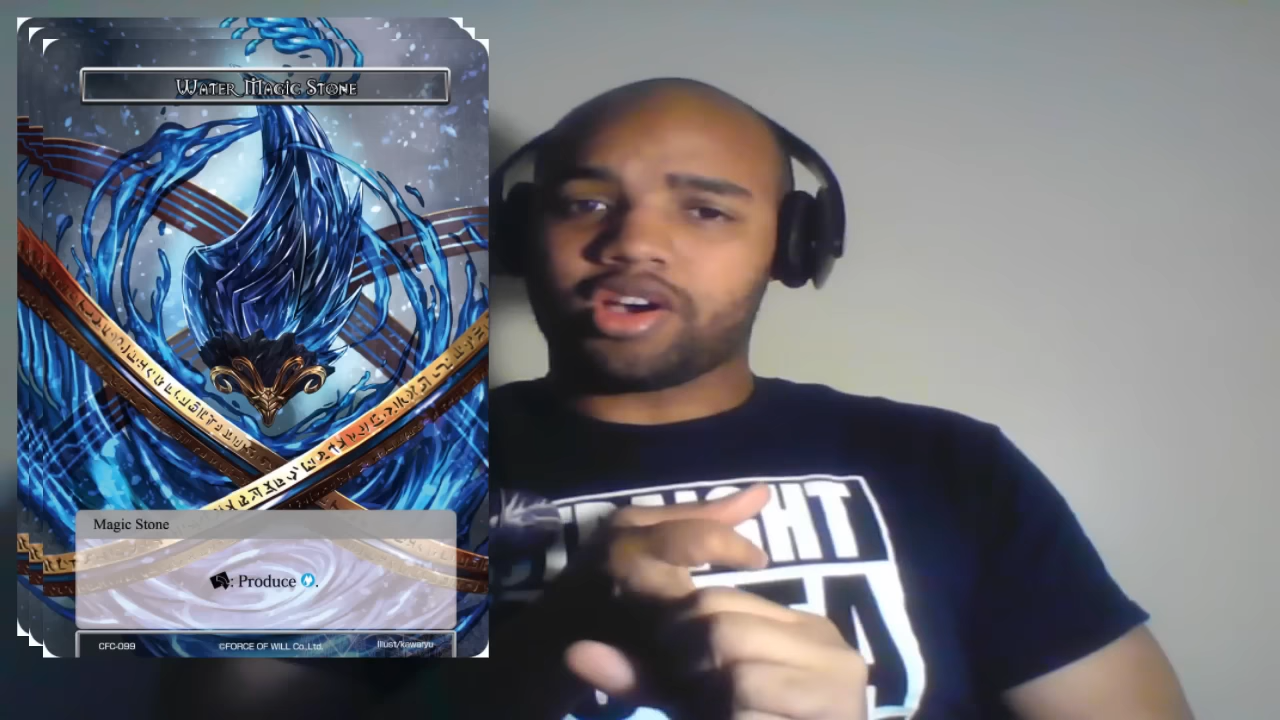 Water Magic Stone
Magic Stone
: Produce .
CFC-099 ©FORCE OF WILL Co.,Ltd. Illust/kawaryu